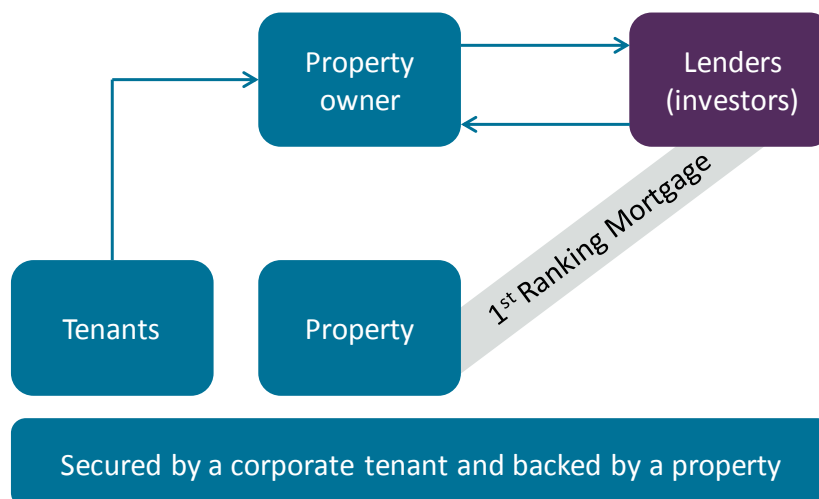 Property
owner
Lenders
(investors)
1st Ranking Mortgage
Tenants
Property
Secured by a corporate tenant and backed by a property